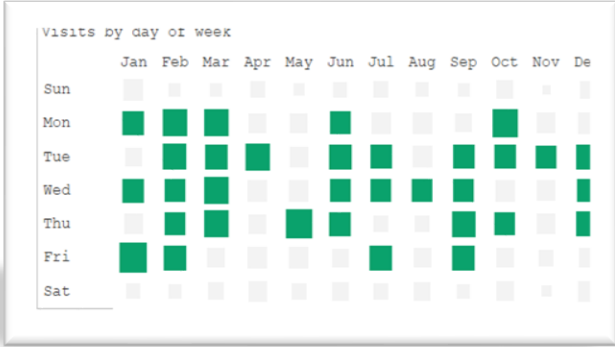 Visits by day of week
Jan Feb Mar Apr May Jun Jul Aug Sep Oct Nov De
Sun
Mon
Tue
Wed
Thu
Fri
Sat